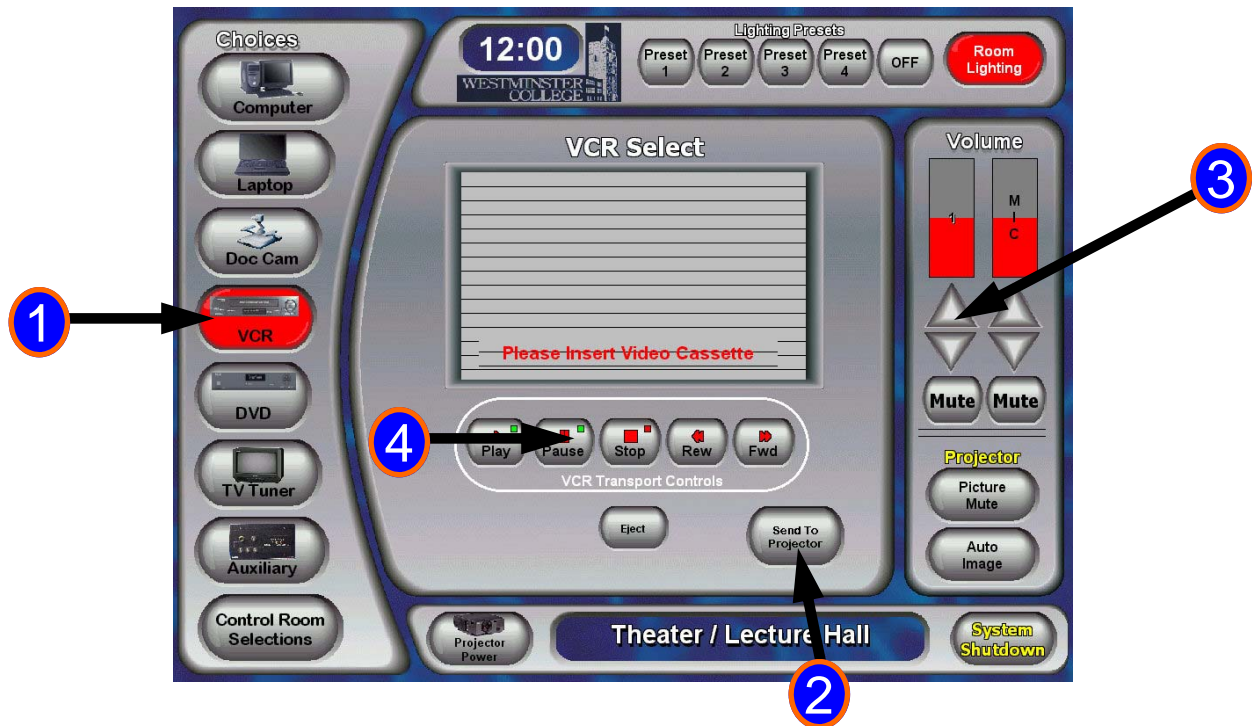 Choices
Computer
Laptop
Doc Cam
VCR
DVD
TV Tuner
Auxiliary
Control Room
Selections
12:00
WESTMINSTER
COLLEGE
Lighting Presets
Preset
1
Preset
2
Preset
3
Preset
4
OFF
Room
Lighting
VCR Select
Please Insert Video Cassette
Play
Pause
Stop
Rew
Fwd
VCR Transport Controls
Eject
Send To
Projector
Volume
1
M
I
C
Mute
Mute
Projector
Picture
Mute
Auto
Image
Projector
Power
Theater / Lecture Hall
System
Shutdown
1
2
3
4